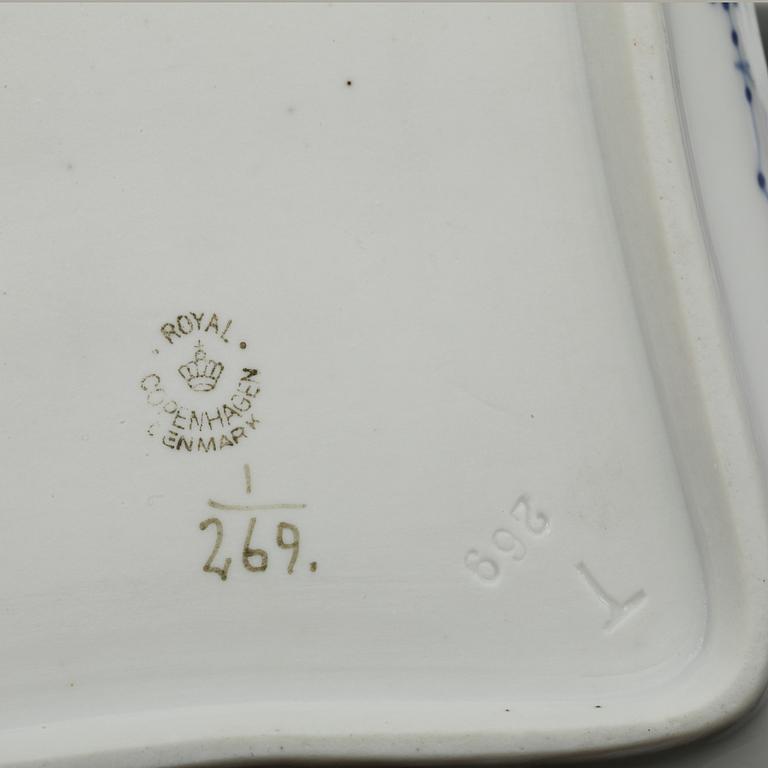 ROYAL
COPENHAGEN
DENMARK
1
269.
269
T